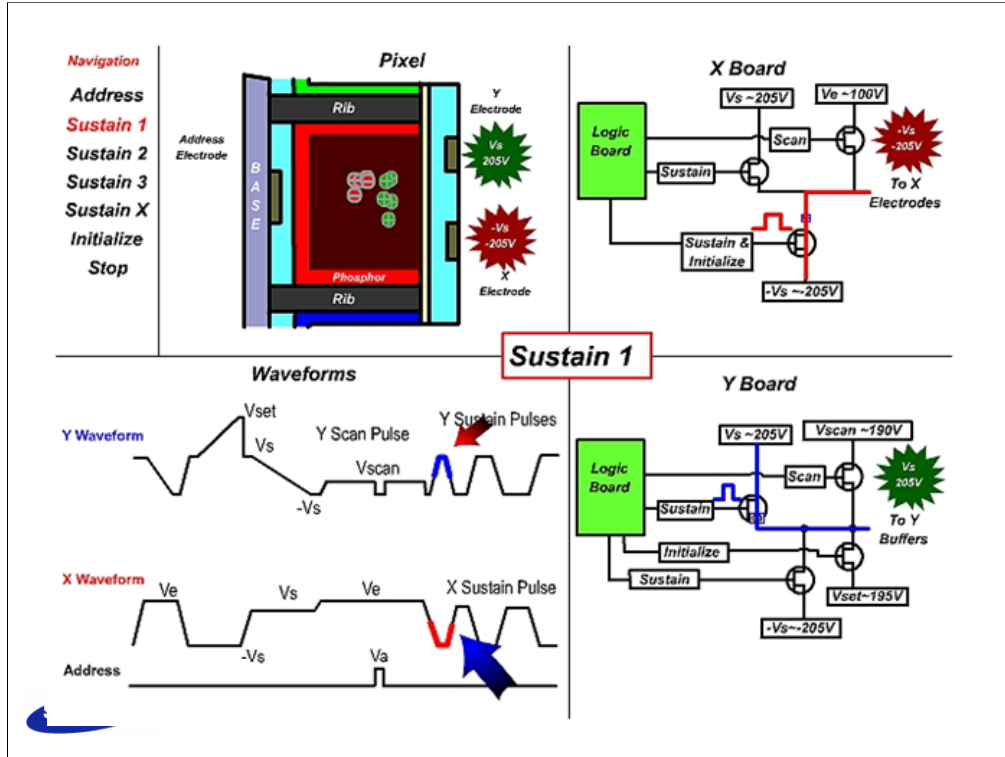 Navigation
Address
Sustain 1
Sustain 2
Sustain 3
Sustain X
Initialize
Stop
Pixel
Y
Electrode
Rib
Address
Electrode
BASE
Vs
205V
-Vs
-205V
Phosphor
X
Electrode
Rib
X Board
Vs ~205V
Ve ~100V
Logic
Board
Scan
-Vs
-205V
Sustain
To X
Electrodes
Sustain &
Initialize
-Vs ~-205V
Sustain 1
Waveforms
Vset
Y Waveform
Vs
Y Scan Pulse
Y Sustain Pulses
Vscan
-Vs
X Waveform
Ve
Vs
Ve
X Sustain Pulse
-Vs
Va
Address
Y Board
Vs ~205V
Vscan ~190V
Logic
Board
Scan
Vs
205V
Sustain
To Y
Buffers
Initialize
Sustain
Vset~195V
-Vs~-205V